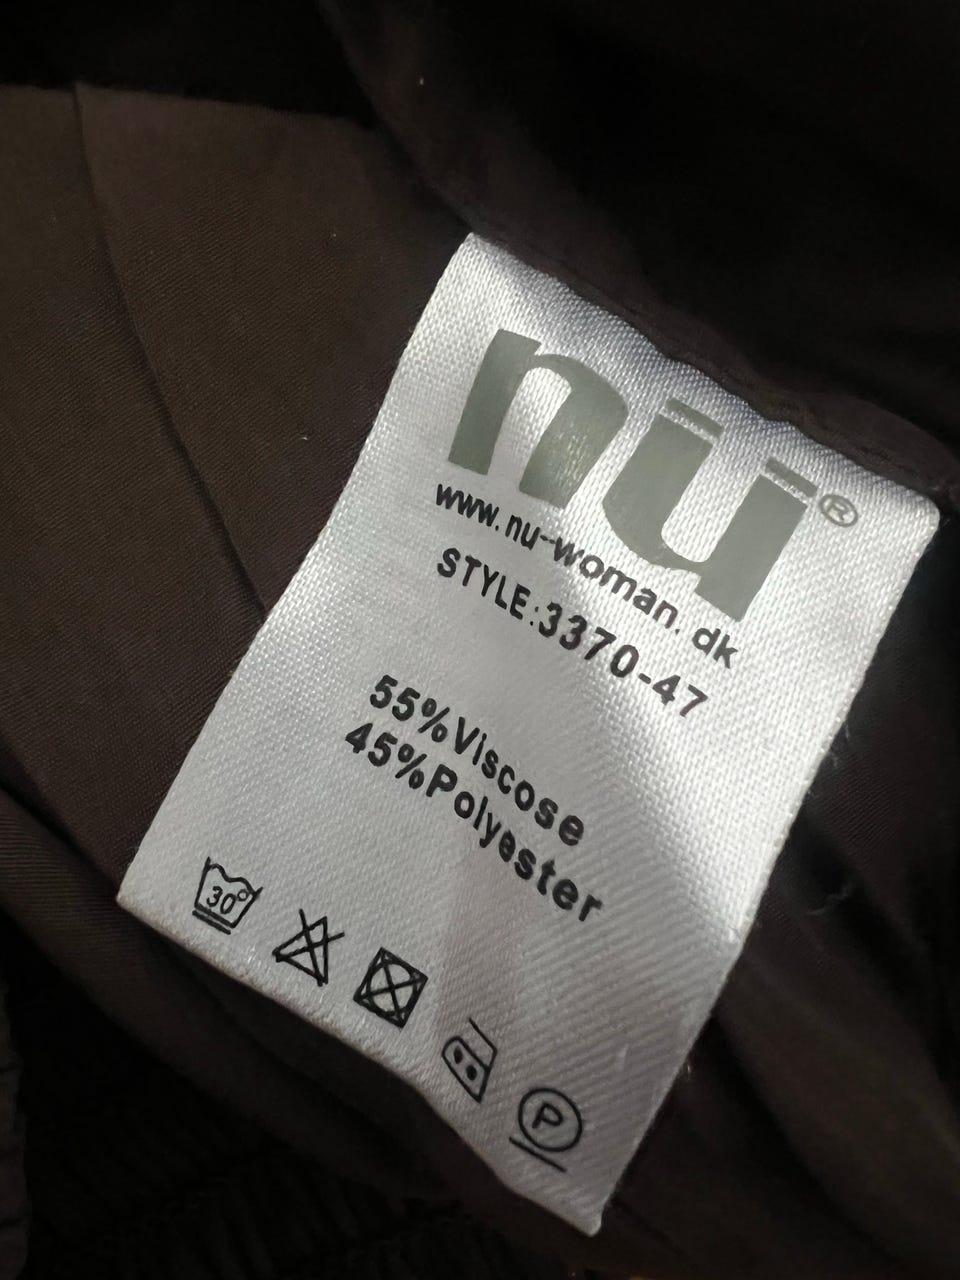 nü®
www.nu-woman.dk
STYLE:3370-47
55%Viscose
45%Polyester
30°
P